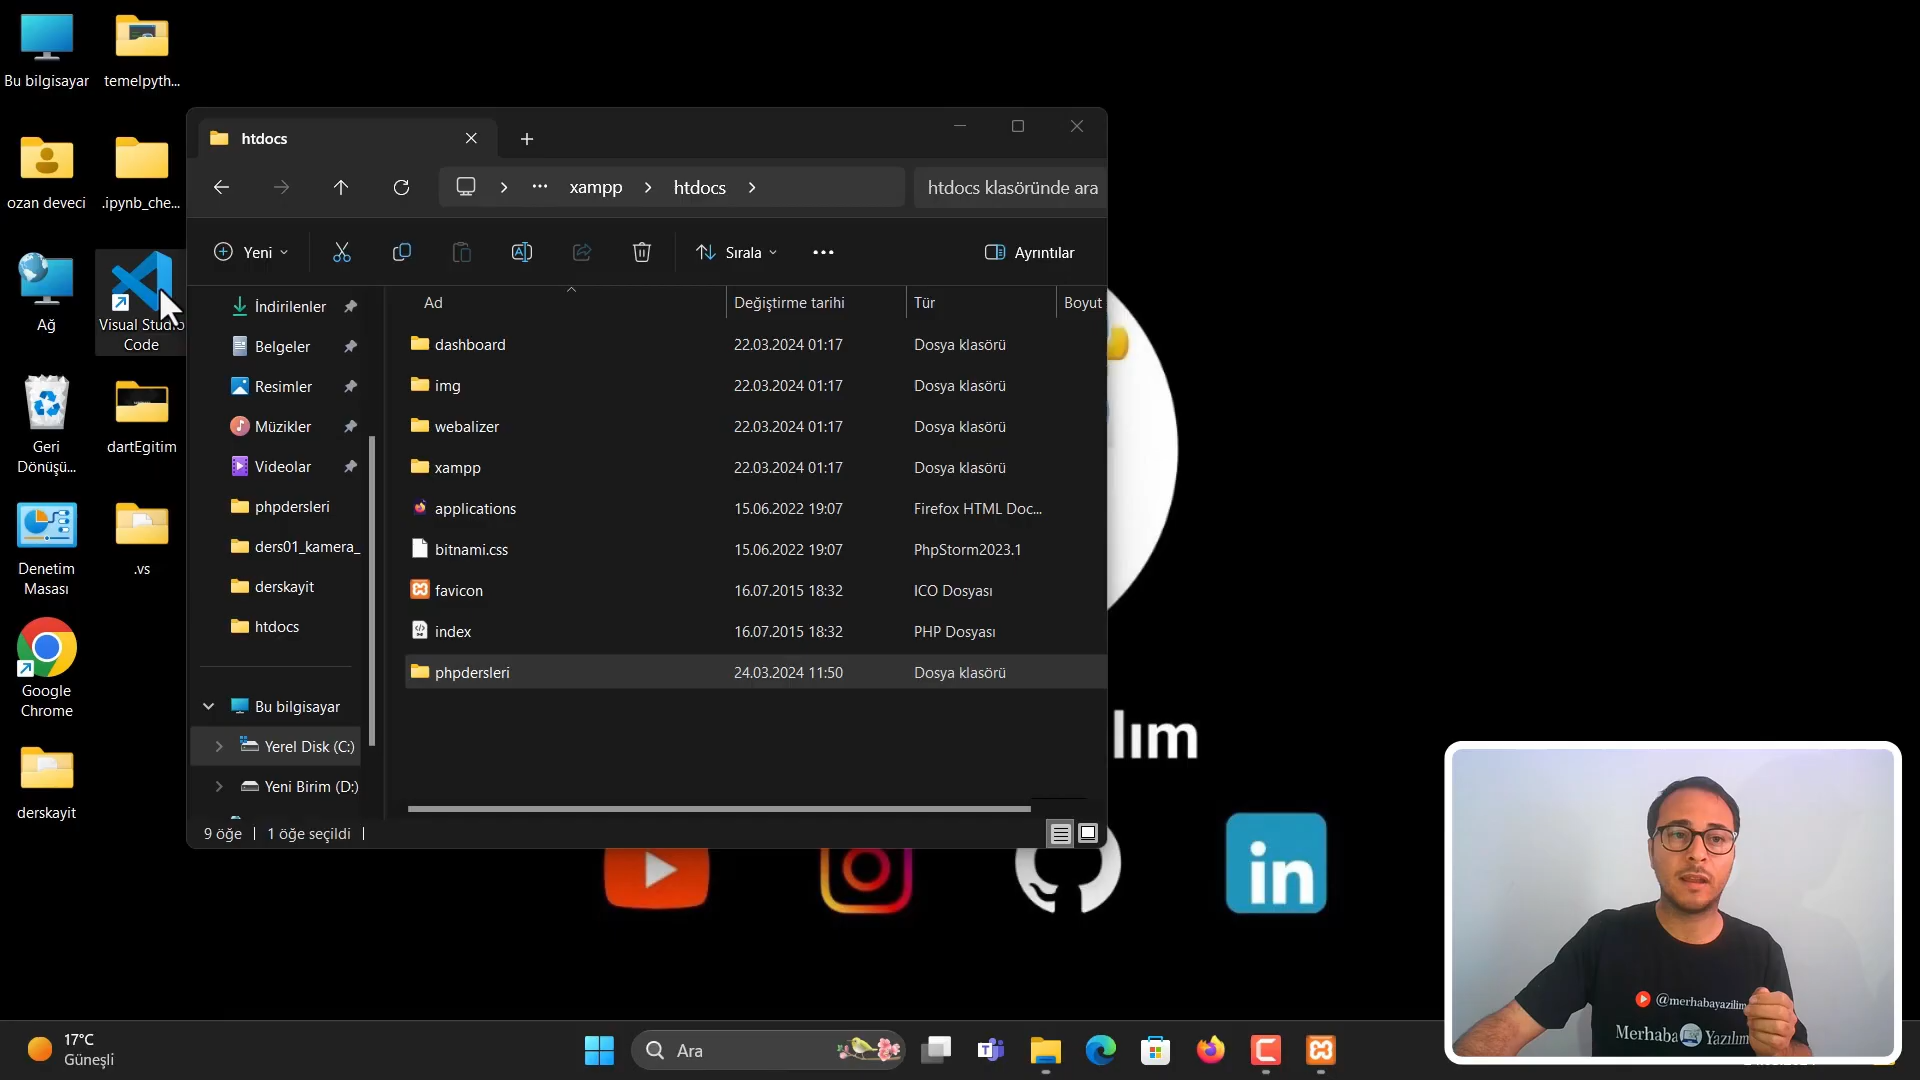 Bu bilgisayar
temelpyth...
ozan deveci
.ipynb_che...
Ağ
Visual Studio
Code
Geri
Dönüşü...
dartEgitim
Denetim
Masası
.vs
Google
Chrome
derskayit
htdocs
xampp
htdocs
htdocs klasöründe ara
Yeni
Sırala
Ayrıntılar
İndirilenler
Belgeler
Resimler
Müzikler
Videolar
phpdersleri
ders01_kamera_
derskayit
htdocs
Bu bilgisayar
Yerel Disk (C:)
Yeni Birim (D:)
Ad Değiştirme tarihi Tür Boyut
dashboard 22.03.2024 01:17 Dosya klasörü
img 22.03.2024 01:17 Dosya klasörü
webalizer 22.03.2024 01:17 Dosya klasörü
xampp 22.03.2024 01:17 Dosya klasörü
applications 15.06.2022 19:07 Firefox HTML Doc...
bitnami.css 15.06.2022 19:07 PhpStorm2023.1
favicon 16.07.2015 18:32 ICO Dosyası
index 16.07.2015 18:32 PHP Dosyası
phpdersleri 24.03.2024 11:50 Dosya klasörü
9 öğe 1 öğe seçildi
lım
in
@merhabayazilim
Merhaba Yazılım
17°C
Güneşli
Ara